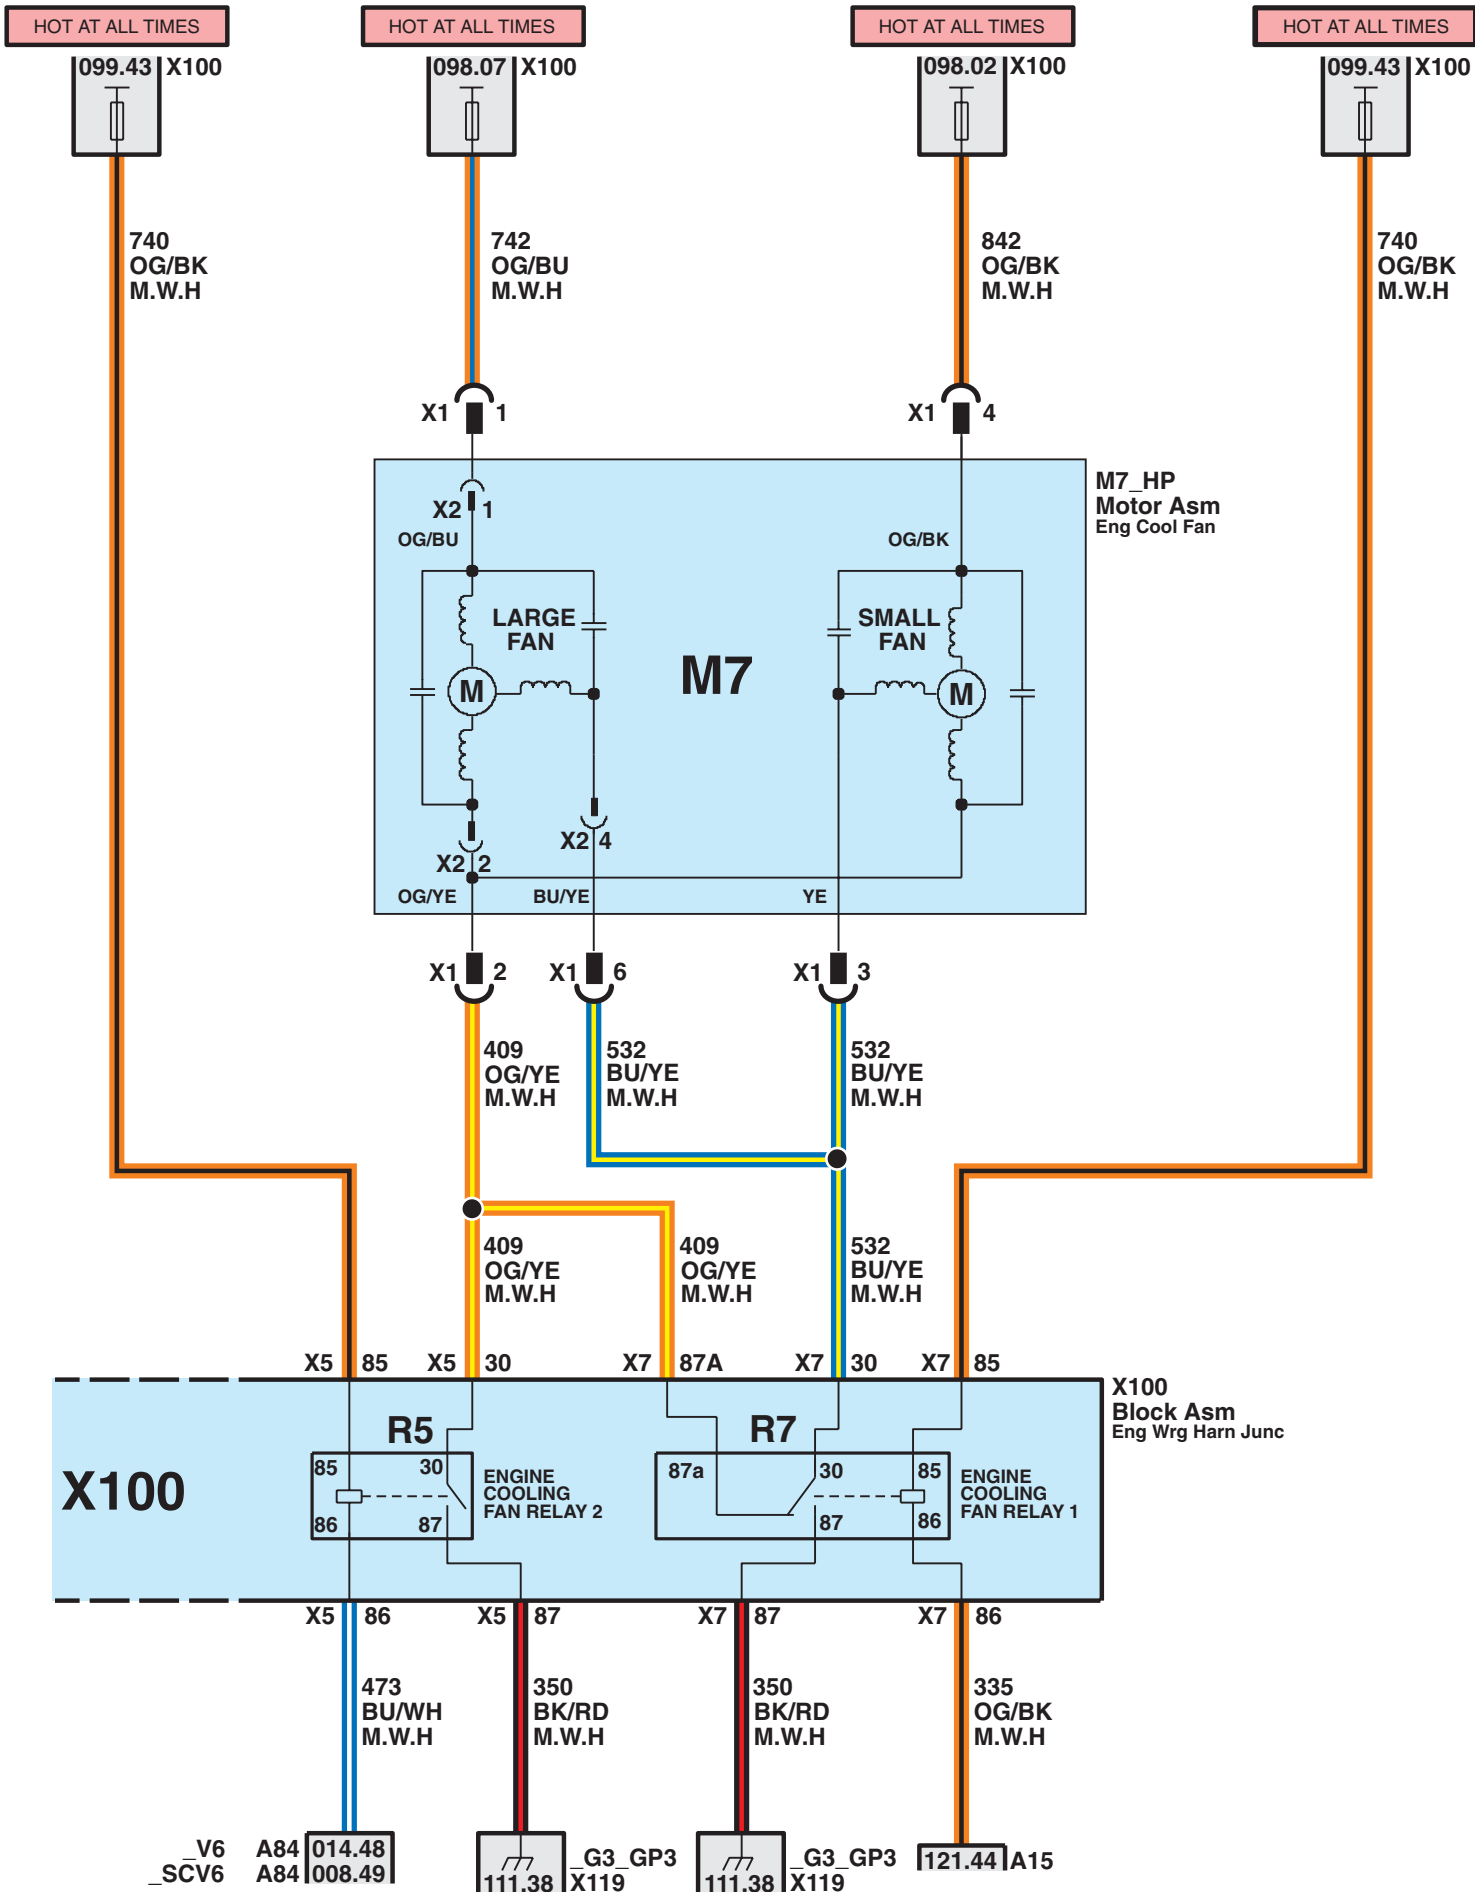 HOT AT ALL TIMES
HOT AT ALL TIMES
HOT AT ALL TIMES
HOT AT ALL TIMES
099.43 X100
098.07 X100
098.02 X100
099.43 X100
740
OG/BK
M.W.H
742
OG/BU
M.W.H
842
OG/BK
M.W.H
740
OG/BK
M.W.H
X1 1
X1 4
M7_HP
Motor Asm
Eng Cool Fan
X2 1
OG/BU
OG/BK
LARGE
FAN
SMALL
FAN
M7
M
M
X2 4
X2 2
OG/YE
BU/YE
YE
X1 2
X1 6
X1 3
409
OG/YE
M.W.H
532
BU/YE
M.W.H
532
BU/YE
M.W.H
409
OG/YE
M.W.H
409
OG/YE
M.W.H
532
BU/YE
M.W.H
X5 85
X5 30
X7 87A
X7 30
X7 85
X100
Block Asm
Eng Wrg Harn Junc
X100
R5
85
30
86
87
ENGINE
COOLING
FAN RELAY 2
R7
87a
30
85
87
86
ENGINE
COOLING
FAN RELAY 1
X5 86
X5 87
X7 87
X7 86
473
BU/WH
M.W.H
350
BK/RD
M.W.H
350
BK/RD
M.W.H
335
OG/BK
M.W.H
_V6 A84 014.48
_SCV6 A84 008.49
_G3_GP3
111.38 X119
_G3_GP3
111.38 X119
121.44 A15